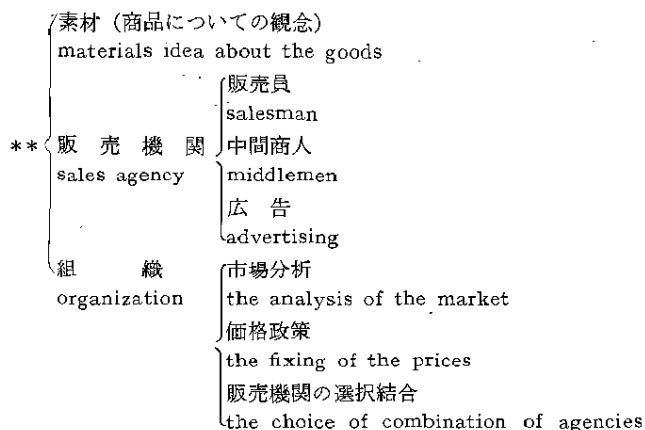 素材（商品についての観念）
materials idea about the goods
販売員
salesman
** 販売機関 中間商人
sales agency middlemen
広告
advertising
組織 市場分析
organization the analysis of the market
価格政策
the fixing of the prices
販売機関の選択結合
the choice of combination of agencies